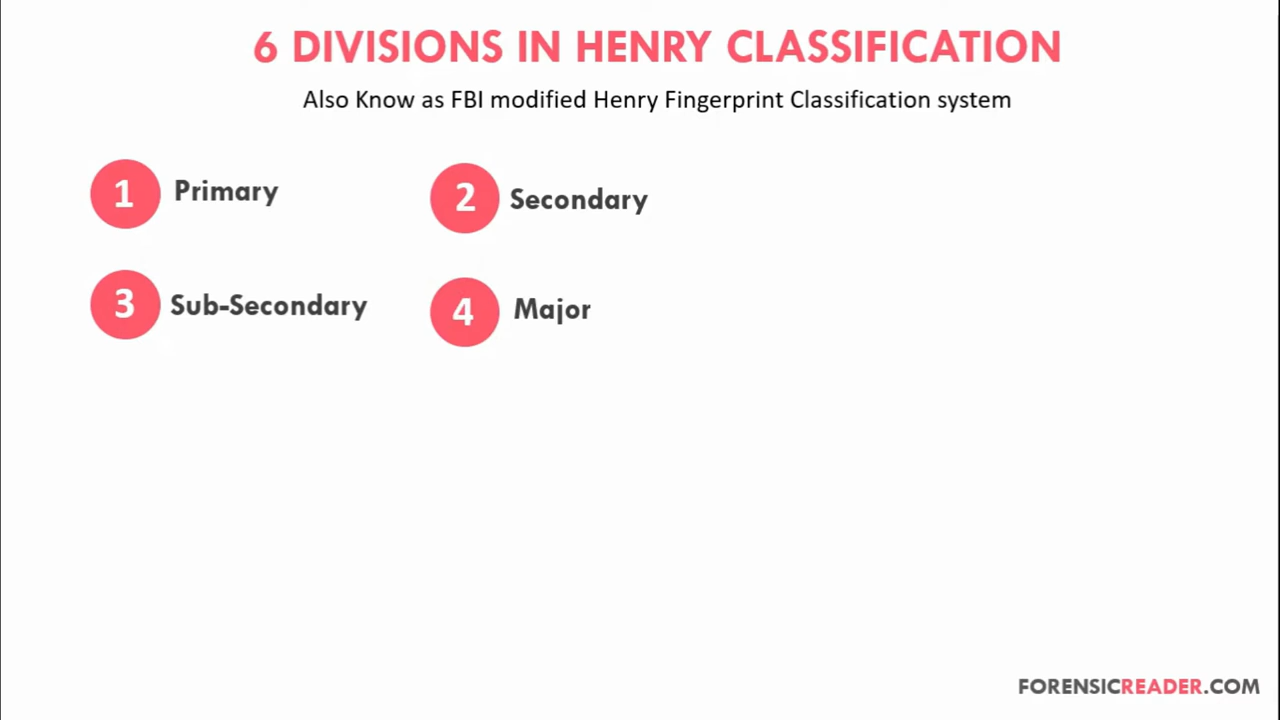 6 DIVISIONS IN HENRY CLASSIFICATION
Also Know as FBI modified Henry Fingerprint Classification system
1 Primary
2 Secondary
3 Sub-Secondary
4 Major
FORENSICREADER.COM